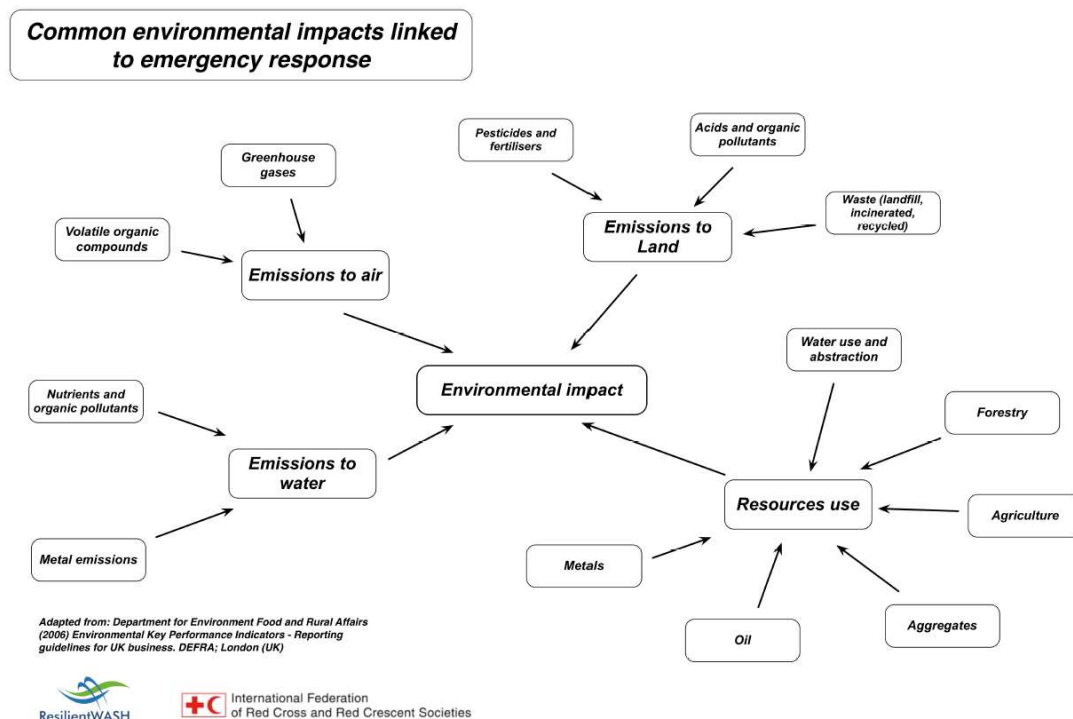 Common environmental impacts linked
to emergency response
Pesticides and
fertilisers
Acids and organic
pollutants
Greenhouse
gases
Waste (landfill,
incinerated,
recycled)
Volatile organic
compounds
Emissions to
Land
Emissions to air
Water use and
abstraction
Environmental impact
Nutrients and
organic pollutants
Forestry
Emissions to
water
Resources use
Agriculture
Metal emissions
Metals
Aggregates
Oil
Adapted from: Department for Environment Food and Rural Affairs
(2006) Environmental Key Performance Indicators - Reporting
guidelines for UK business. DEFRA; London (UK)
ResilientWASH
International Federation
of Red Cross and Red Crescent Societies